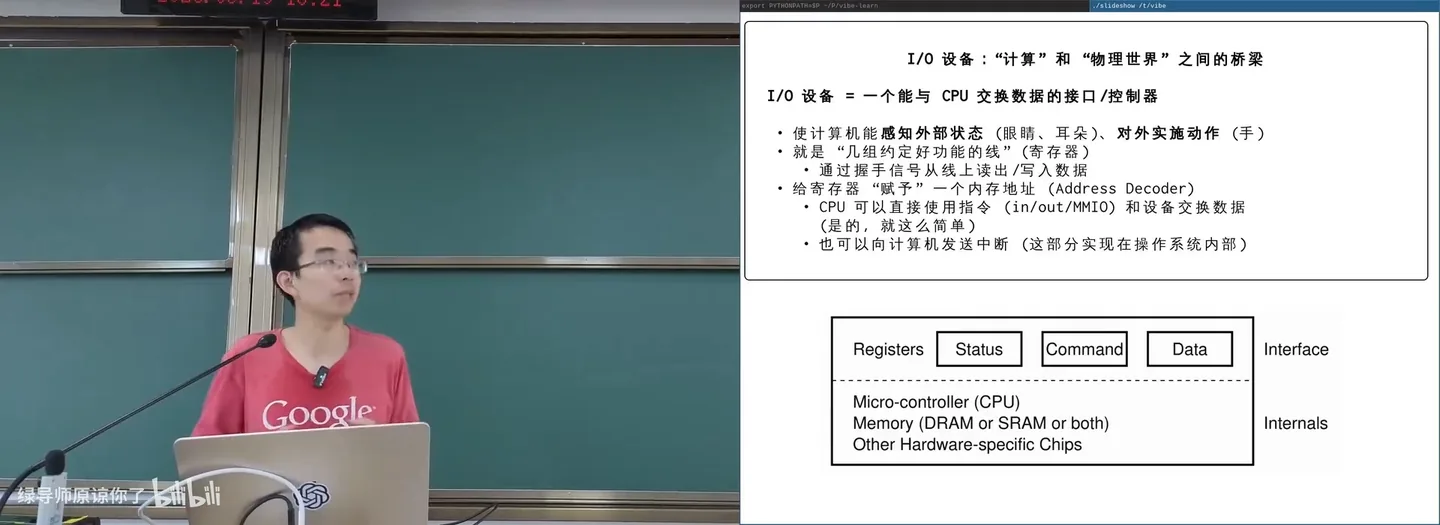 export PYTHONPATH=$P ~/P/vibe-learn
./slideshow /t/vibe
I/O 设备：“计算” 和 “物理世界” 之间的桥梁
I/O 设备 = 一个能与 CPU 交换数据的接口/控制器
• 使计算机能感知外部状态 (眼睛、耳朵)、对外实施动作 (手)
• 就是 “几组约定好功能的线” (寄存器)
• 通过握手信号从线上读出/写入数据
• 给寄存器 “赋予” 一个内存地址 (Address Decoder)
• CPU 可以直接使用指令 (in/out/MMIO) 和设备交换数据
(是的, 就这么简单)
• 也可以向计算机发送中断 (这部分实现在操作系统内部)
Registers Status Command Data Interface
Micro-controller (CPU)
Memory (DRAM or SRAM or both) Internals
Other Hardware-specific Chips
Google
绿导师原谅你了 bilibili